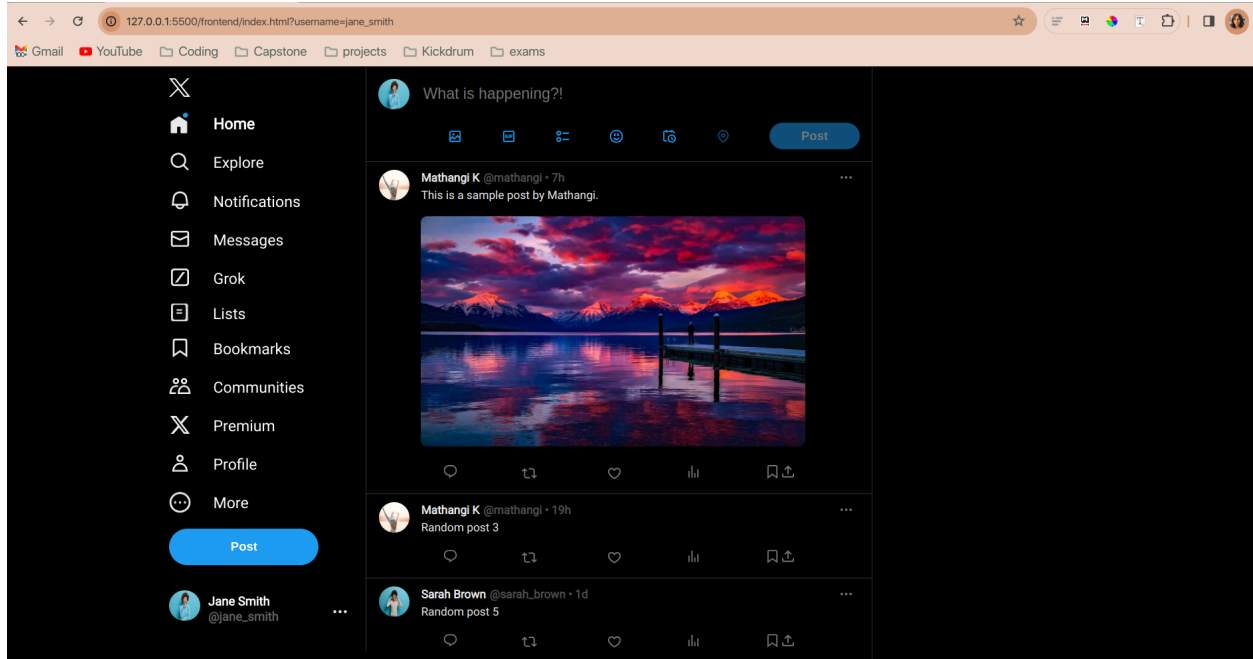 127.0.0.1:5500/frontend/index.html?username=jane_smith
Gmail YouTube Coding Capstone projects Kickdrum exams
What is happening?!
GIF
Post
Home
Explore
Notifications
Messages
Grok
Lists
Bookmarks
Communities
Premium
Profile
More
Post
Jane Smith
@jane_smith
Mathangi K @mathangi • 7h
This is a sample post by Mathangi.
Mathangi K @mathangi • 19h
Random post 3
Sarah Brown @sarah_brown • 1d
Random post 5